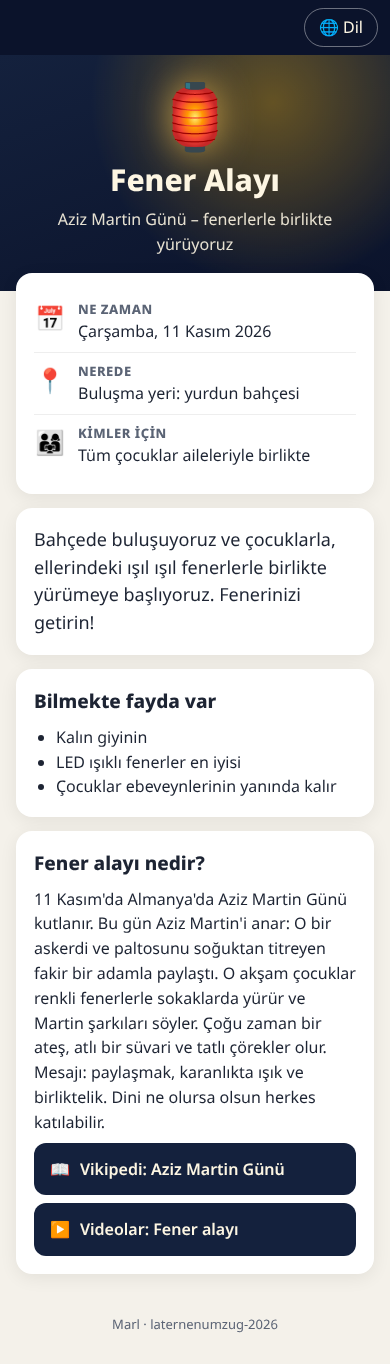 Dil
Fener Alayı
Aziz Martin Günü – fenerlerle birlikte
yürüyoruz
NE ZAMAN
Çarşamba, 11 Kasım 2026
NEREDE
Buluşma yeri: yurdun bahçesi
KİMLER İÇİN
Tüm çocuklar aileleriyle birlikte
Bahçede buluşuyoruz ve çocuklarla,
ellerindeki ışıl ışıl fenerlerle birlikte
yürümeye başlıyoruz. Fenerinizi
getirin!
Bilmekte fayda var
• Kalın giyinin
• LED ışıklı fenerler en iyisi
• Çocuklar ebeveynlerinin yanında kalır
Fener alayı nedir?
11 Kasım'da Almanya'da Aziz Martin Günü
kutlanır. Bu gün Aziz Martin'i anar: O bir
askerdi ve paltosunu soğuktan titreyen
fakir bir adamla paylaştı. O akşam çocuklar
renkli fenerlerle sokaklarda yürür ve
Martin şarkıları söyler. Çoğu zaman bir
ateş, atlı bir süvari ve tatlı çörekler olur.
Mesajı: paylaşmak, karanlıkta ışık ve
birliktelik. Dini ne olursa olsun herkes
katılabilir.
Vikipedi: Aziz Martin Günü
Videolar: Fener alayı
Marl · laternenumzug-2026